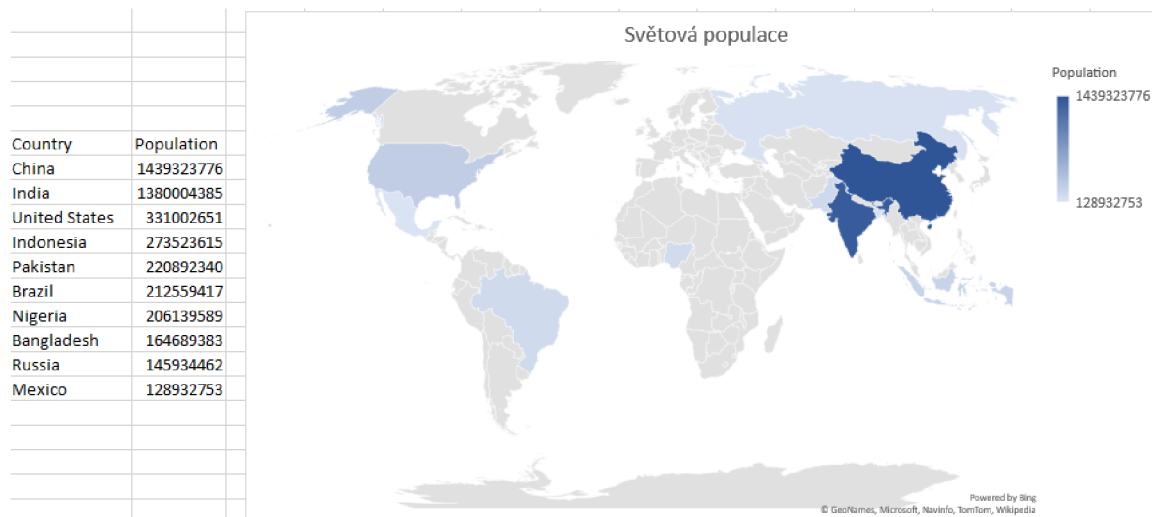 Světová populace
Country Population
China 1439323776
India 1380004385
United States 331002651
Indonesia 273523615
Pakistan 220892340
Brazil 212559417
Nigeria 206139589
Bangladesh 164689383
Russia 145934462
Mexico 128932753
Population
1439323776
128932753
Powered by Bing
© GeoNames, Microsoft, Navinfo, TomTom, Wikipedia